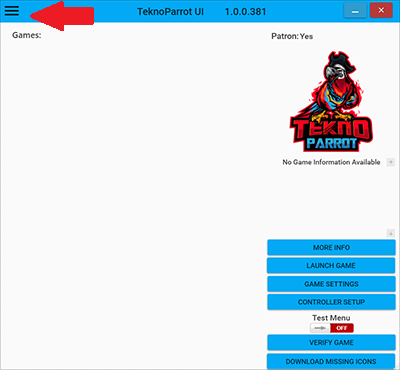 TeknoParrot UI 1.0.0.381
Games:
Patron: Yes
TEKNO
PARROT
No Game Information Available
MORE INFO
LAUNCH GAME
GAME SETTINGS
CONTROLLER SETUP
Test Menu
OFF
VERIFY GAME
DOWNLOAD MISSING ICONS